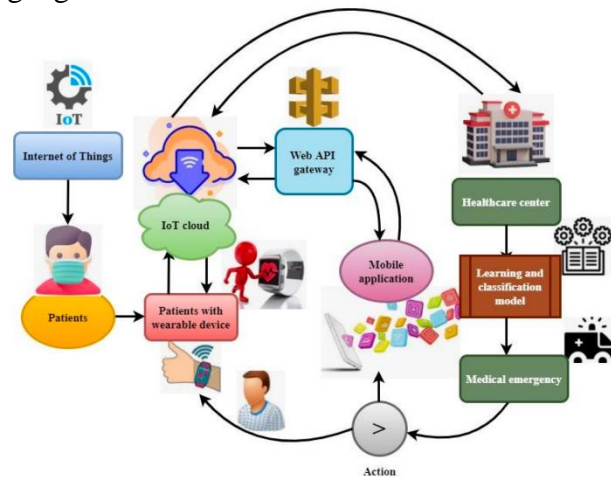 IoT
Internet of Things
Patients
IoT cloud
Patients with
wearable device
Web API
gateway
Mobile
application
Healthcare center
Learning and
classification model
Medical emergency
>
Action